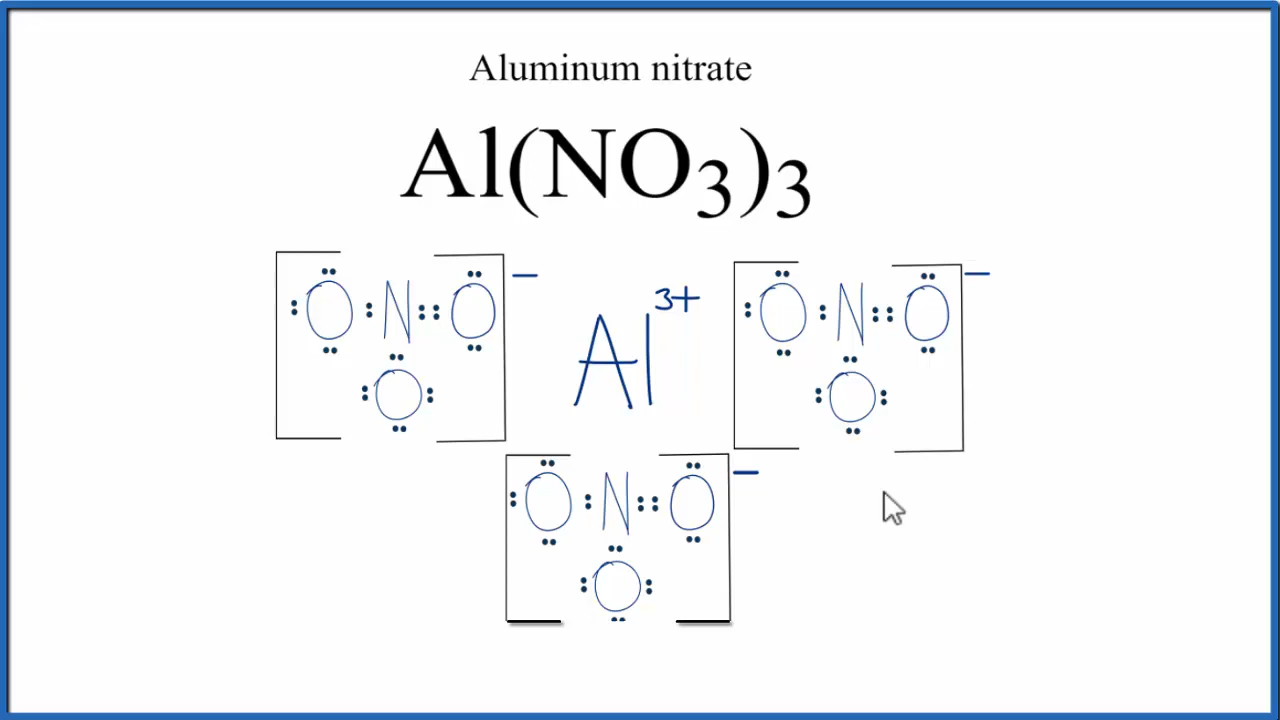 Aluminum nitrate
Al(NO₃)₃
[O N O O]⁻ Al³⁺ [O N O O]⁻
[O N O O]⁻